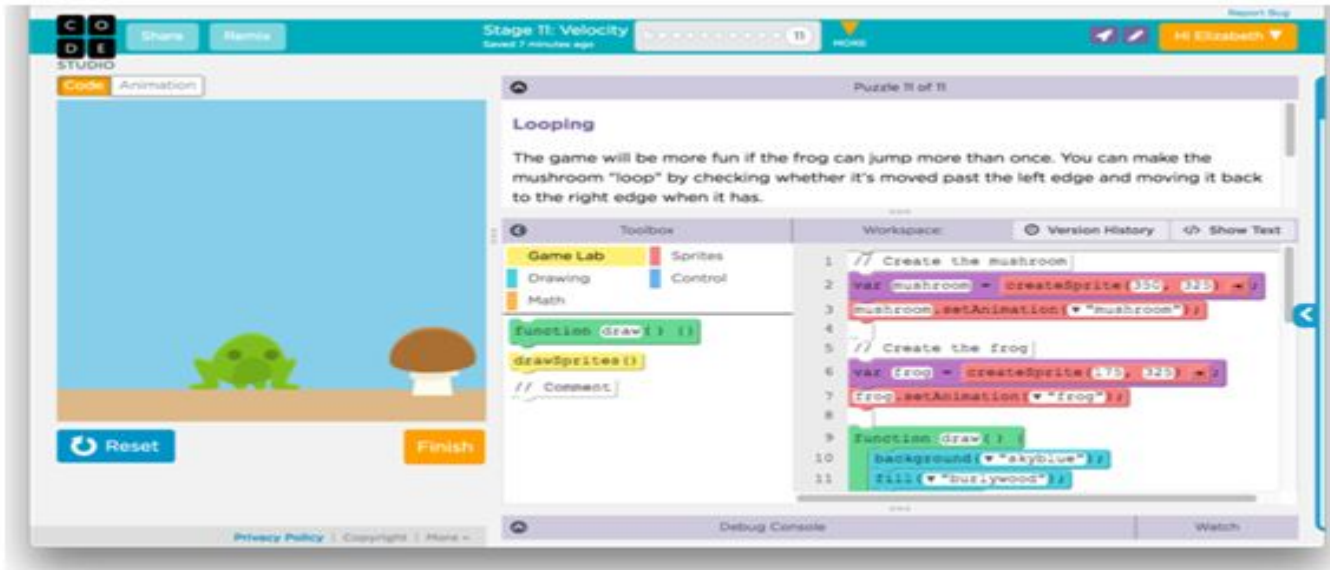 Report Bug
C O
D E
STUDIO
Share
Remix
Stage 11: Velocity
Saved 7 minutes ago
11
MORE
Hi Elizabeth ▼
Code
Animation
Puzzle 11 of 11
Looping
The game will be more fun if the frog can jump more than once. You can make the
mushroom "loop" by checking whether it's moved past the left edge and moving it back
to the right edge when it has.
Toolbox
Workspace:
Version History
</> Show Text
Game Lab
Sprites
Drawing
Control
Math
function draw() {}
drawSprites()
// Comment
1 // Create the mushroom
2 var mushroom = createSprite(350, 325);
3 mushroom.setAnimation(▼ "mushroom");
4
5 // Create the frog
6 var frog = createSprite(175, 325);
7 frog.setAnimation(▼ "frog");
8
9 function draw() {
10 background(▼ "skyblue");
11 fill(▼ "burlywood");
Reset
Finish
Privacy Policy | Copyright | More
Debug Console
Watch